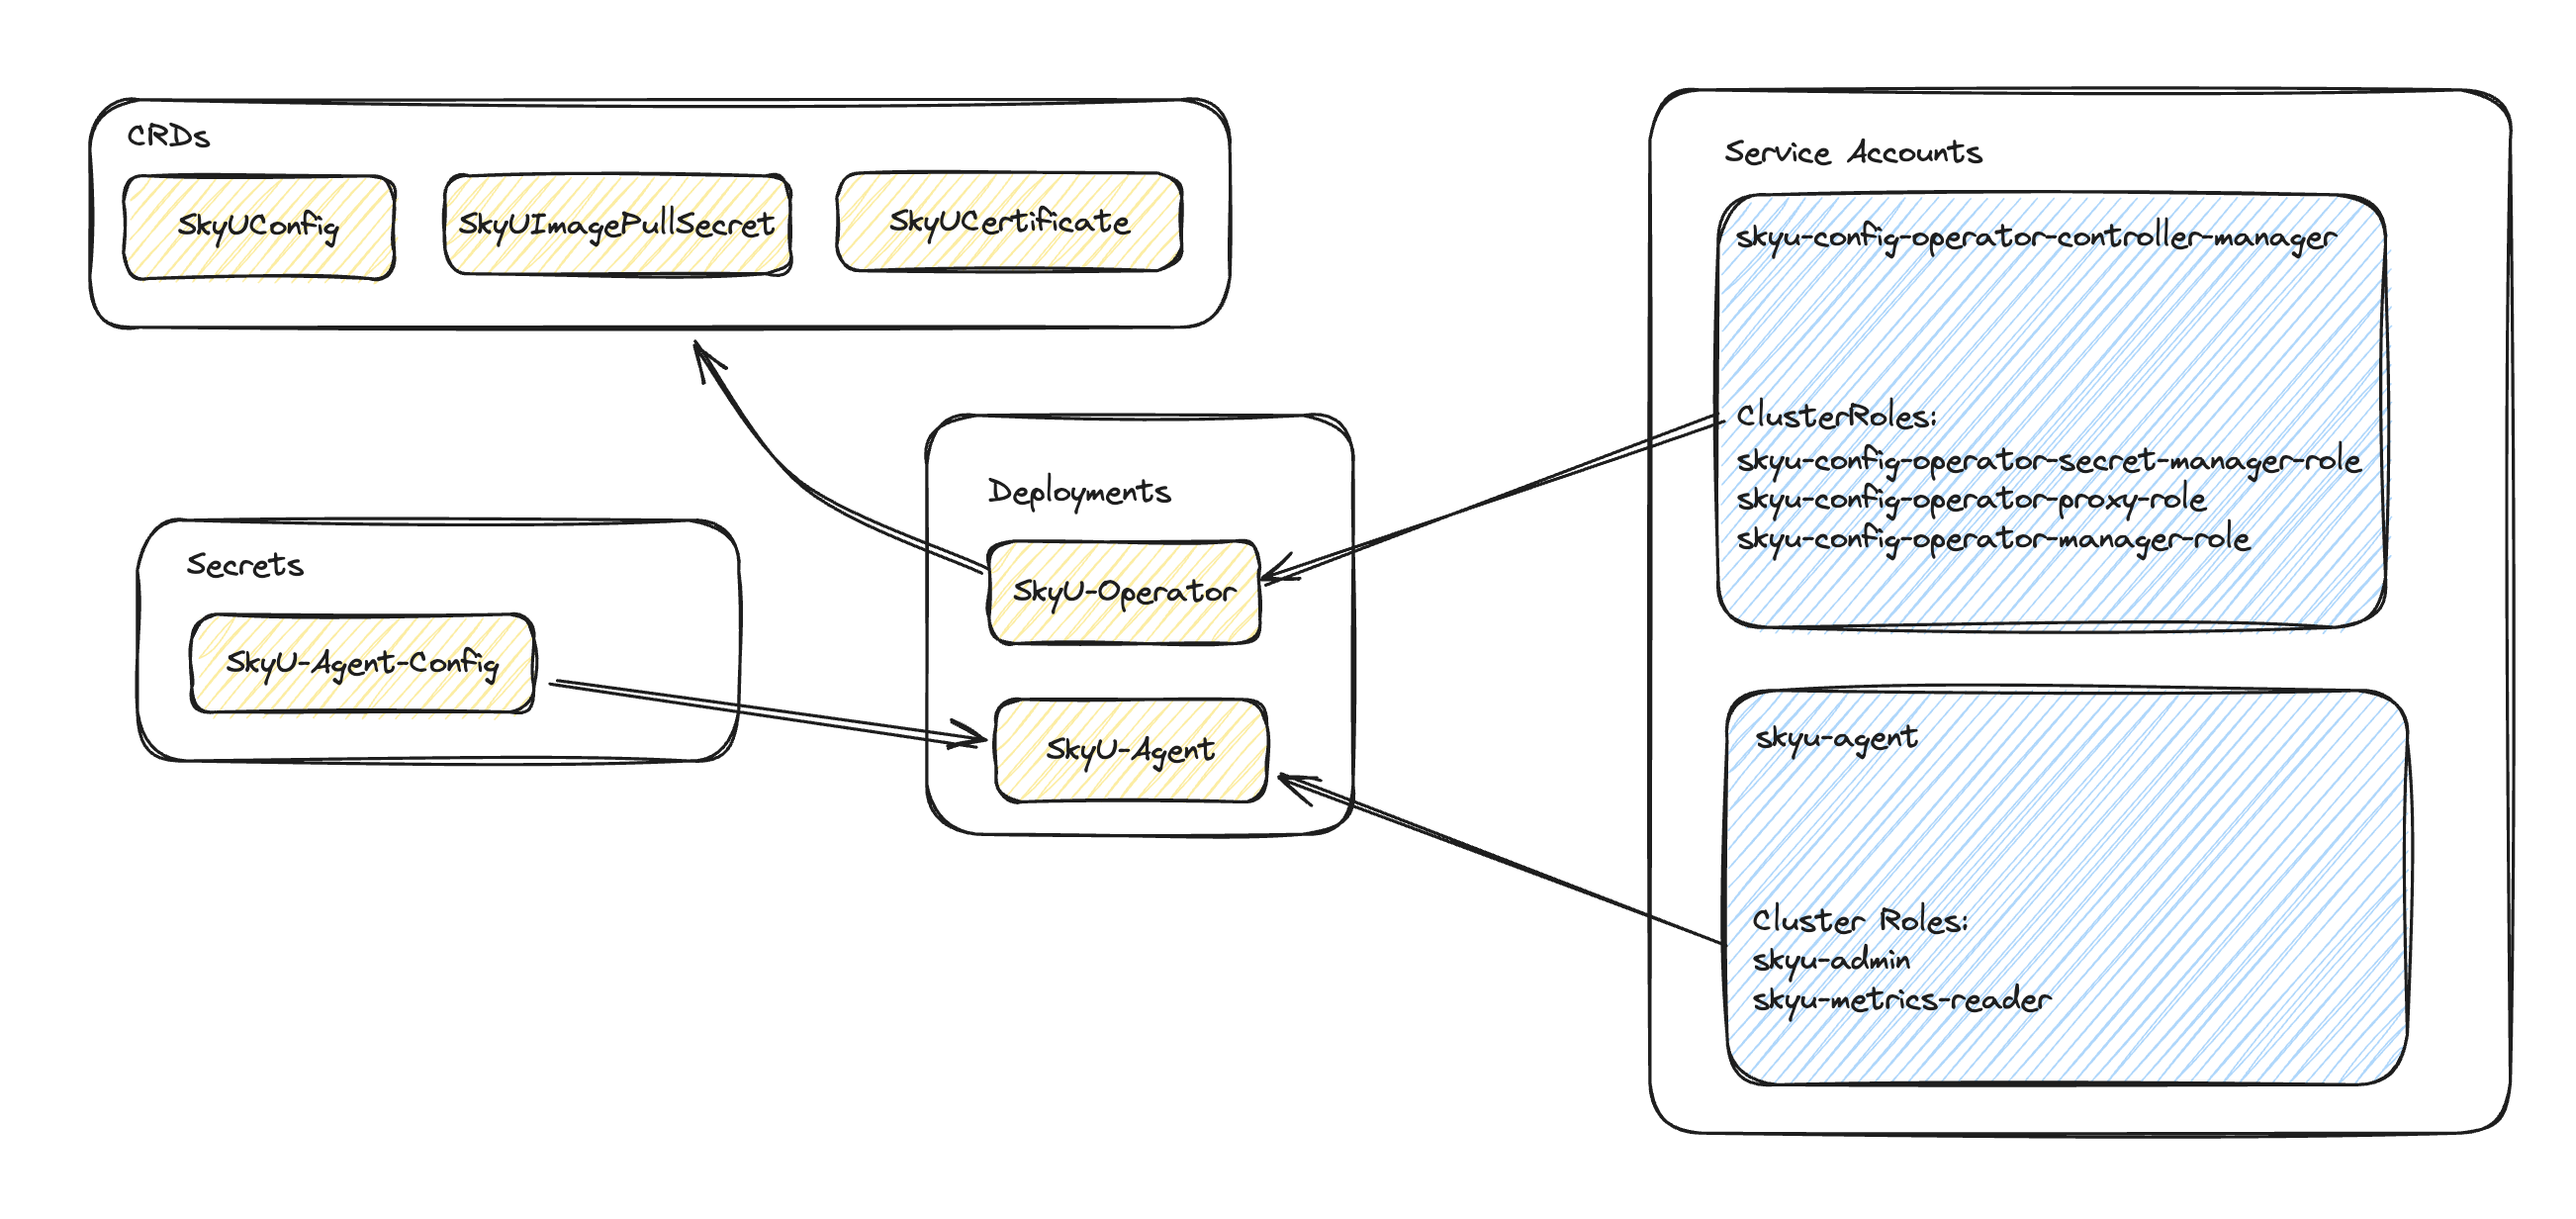 CRDs
SkyUConfig
SkyUImagePullSecret
SkyUCertificate
Secrets
SkyU-Agent-Config
Deployments
SkyU-Operator
SkyU-Agent
Service Accounts
skyu-config-operator-controller-manager
ClusterRoles:
skyu-config-operator-secret-manager-role
skyu-config-operator-proxy-role
skyu-config-operator-manager-role
skyu-agent
Cluster Roles:
skyu-admin
skyu-metrics-reader